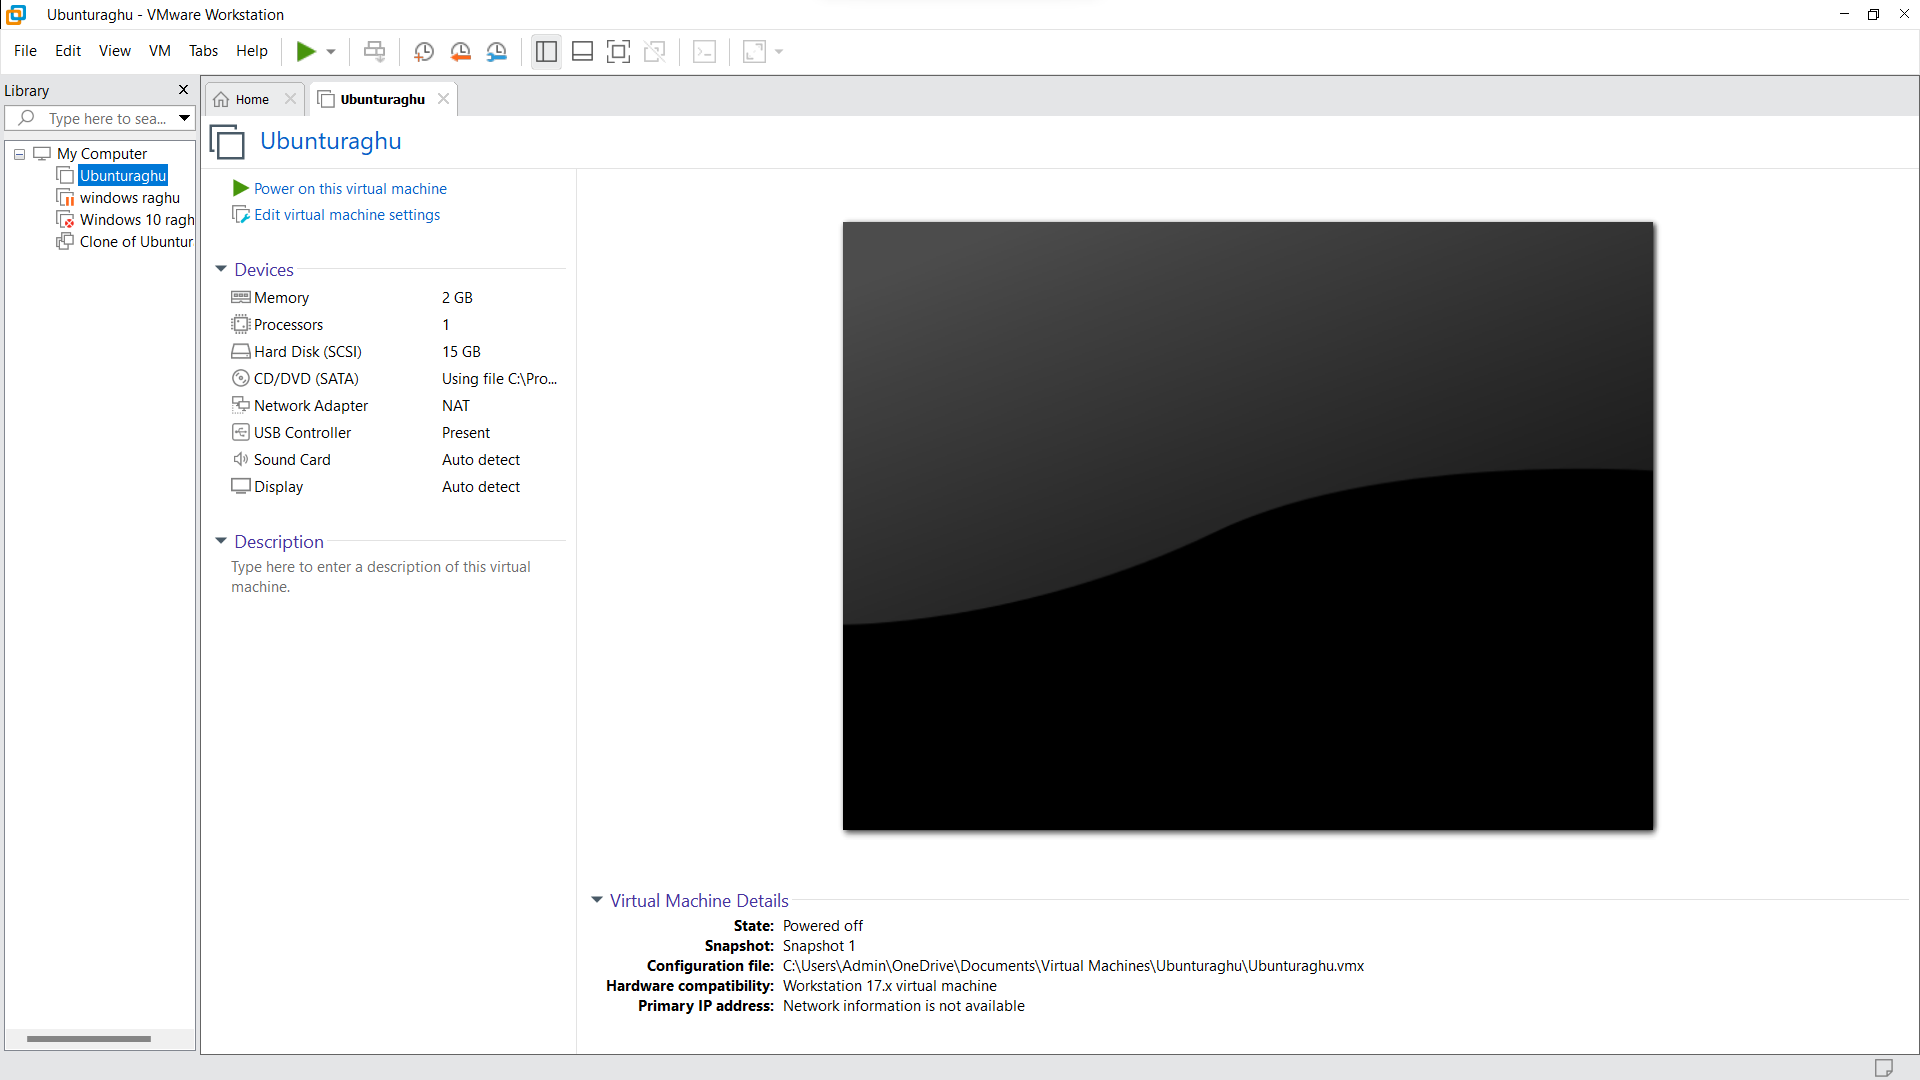 Ubunturaghu - VMware Workstation
File Edit View VM Tabs Help
Library
Type here to sea...
My Computer
Ubunturaghu
windows raghu
Windows 10 ragh
Clone of Ubuntur
Home
Ubunturaghu
Ubunturaghu
Power on this virtual machine
Edit virtual machine settings
Devices
Memory 2 GB
Processors 1
Hard Disk (SCSI) 15 GB
CD/DVD (SATA) Using file C:\Pro...
Network Adapter NAT
USB Controller Present
Sound Card Auto detect
Display Auto detect
Description
Type here to enter a description of this virtual
machine.
Virtual Machine Details
State: Powered off
Snapshot: Snapshot 1
Configuration file: C:\Users\Admin\OneDrive\Documents\Virtual Machines\Ubunturaghu\Ubunturaghu.vmx
Hardware compatibility: Workstation 17.x virtual machine
Primary IP address: Network information is not available